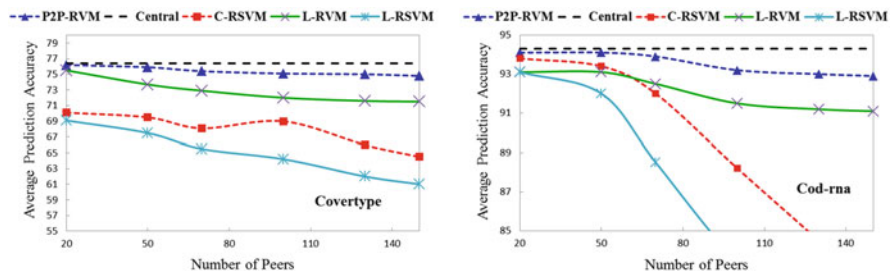 P2P-RVM Central C-RSVM L-RVM L-RSVM
Average Prediction Accuracy
79
77
75
73
71
69
67
65
63
61
59
57
55
20 50 80 110 140
Number of Peers
Covertype
P2P-RVM Central C-RSVM L-RVM L-RSVM
Average Prediction Accuracy
95
93
91
89
87
85
20 50 80 110 140
Number of Peers
Cod-rna